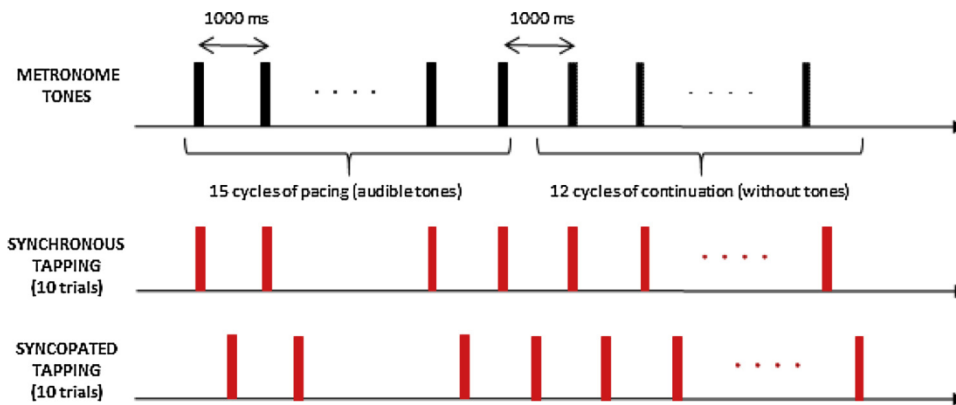 1000 ms
1000 ms
METRONOME
TONES
15 cycles of pacing (audible tones)
12 cycles of continuation (without tones)
SYNCHRONOUS
TAPPING
(10 trials)
SYNCOPATED
TAPPING
(10 trials)